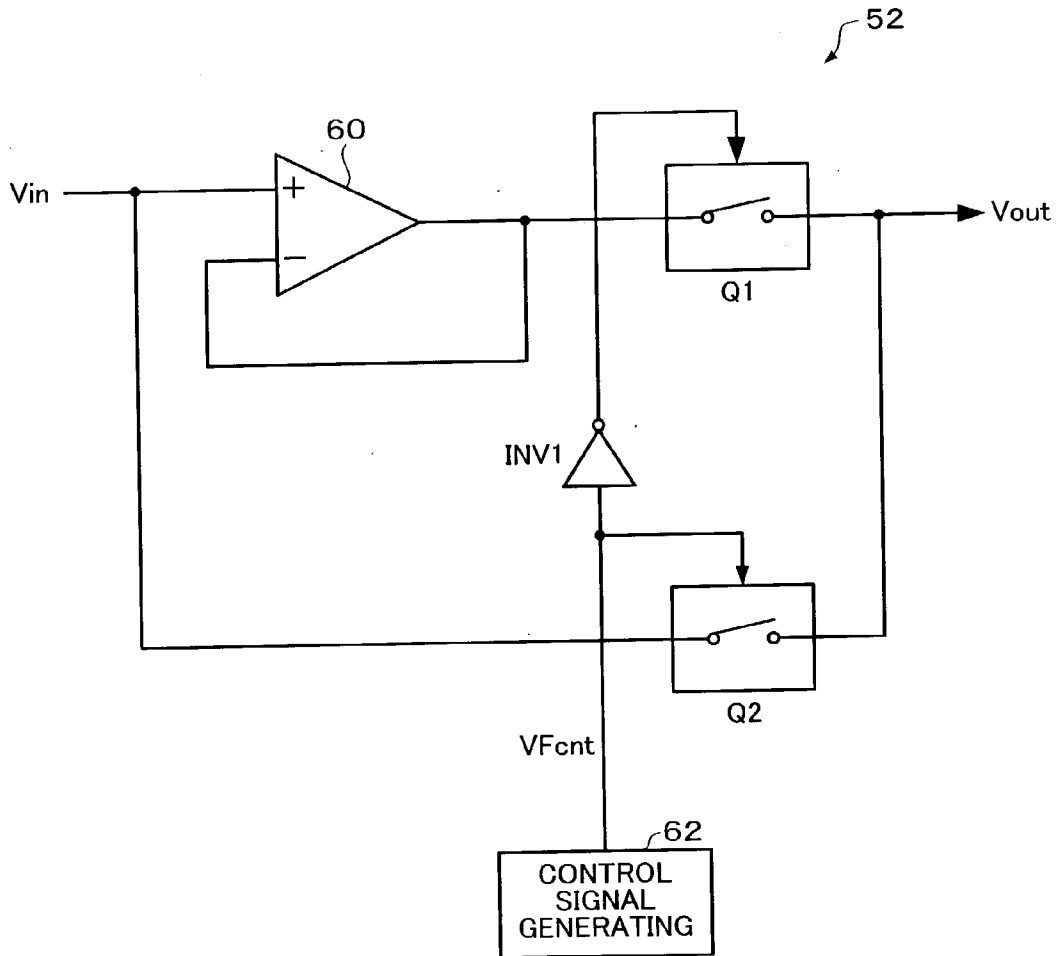 52
60
Vin
+
−
Vout
Q1
INV1
Q2
VFcnt
62
CONTROL
SIGNAL
GENERATING